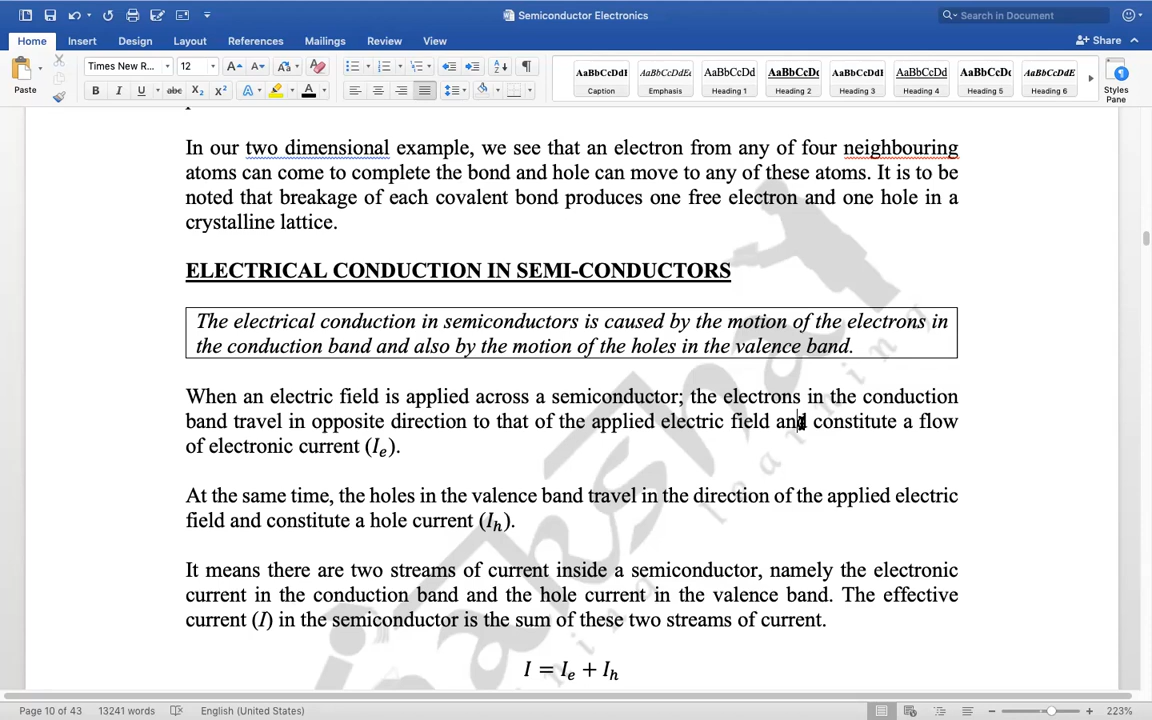 Semiconductor Electronics
Search in Document
Home Insert Design Layout References Mailings Review View
Share
Paste
Times New R... 12
AaBbCcDdI AaBbCcDdEe AaBbCcDd AaBbCcDc AaBbCcDdI AaBbCcDd AaBbCcDc AaBbCcDdE
Caption Emphasis Heading 1 Heading 2 Heading 3 Heading 4 Heading 5 Heading 6
Styles
Pane
In our two dimensional example, we see that an electron from any of four neighbouring
atoms can come to complete the bond and hole can move to any of these atoms. It is to be
noted that breakage of each covalent bond produces one free electron and one hole in a
crystalline lattice.
ELECTRICAL CONDUCTION IN SEMI-CONDUCTORS
The electrical conduction in semiconductors is caused by the motion of the electrons in
the conduction band and also by the motion of the holes in the valence band.
When an electric field is applied across a semiconductor; the electrons in the conduction
band travel in opposite direction to that of the applied electric field and constitute a flow
of electronic current (Iₑ).
At the same time, the holes in the valence band travel in the direction of the applied electric
field and constitute a hole current (Iₕ).
It means there are two streams of current inside a semiconductor, namely the electronic
current in the conduction band and the hole current in the valence band. The effective
current (I) in the semiconductor is the sum of these two streams of current.
I = Iₑ + Iₕ
Page 10 of 43 13241 words English (United States) 223%